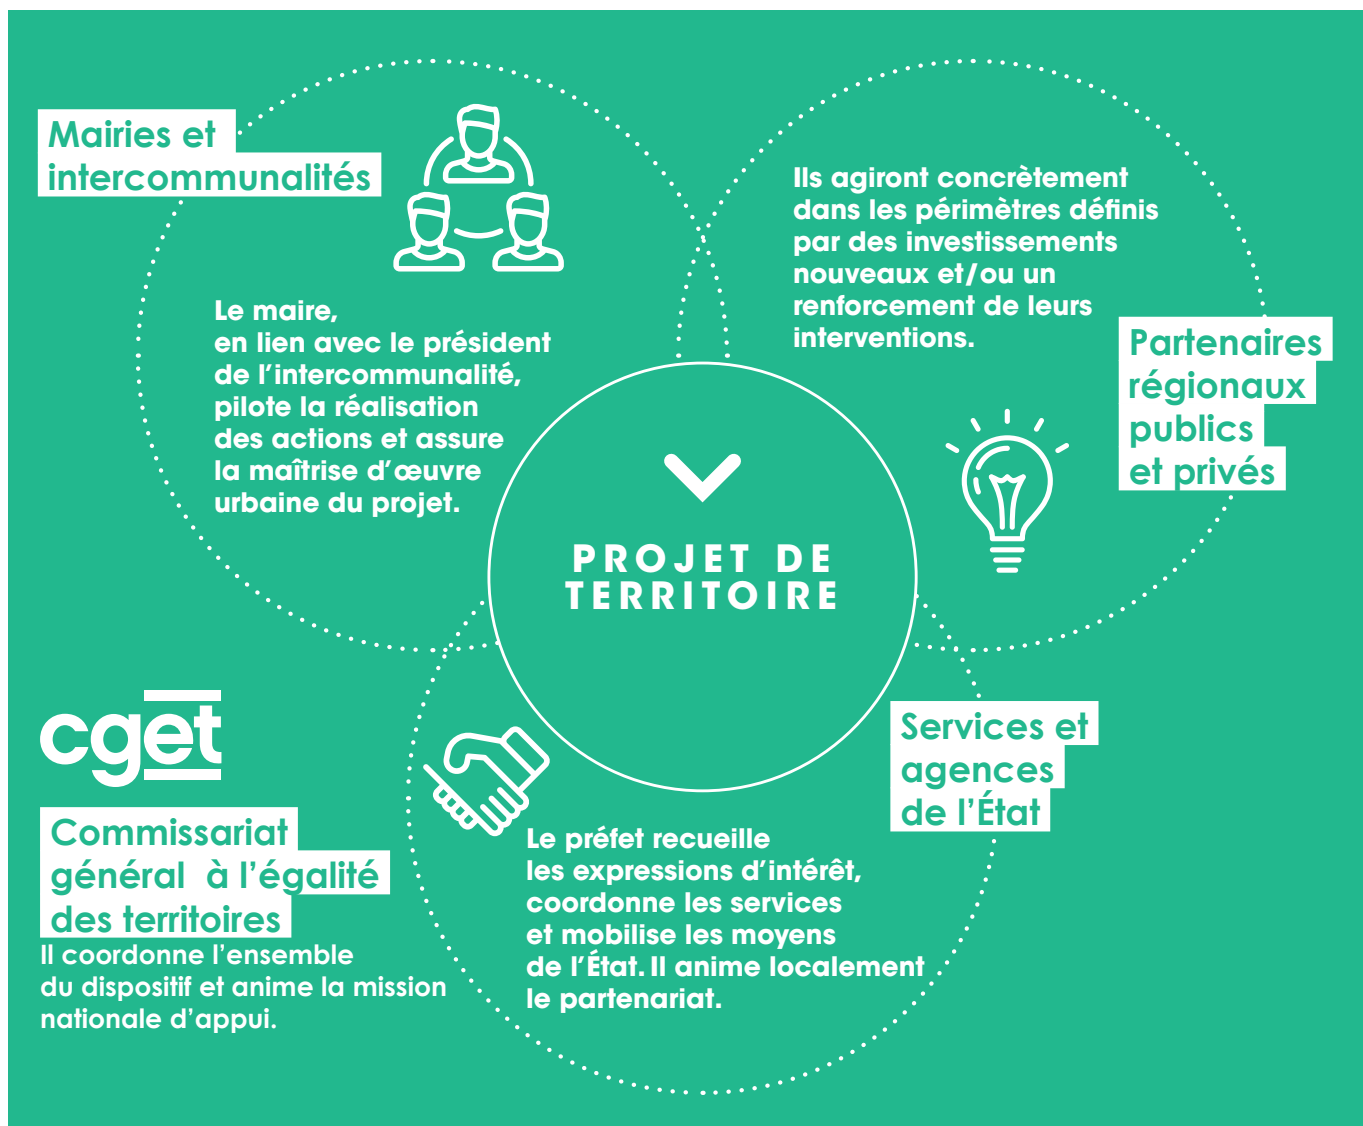 Mairies et
intercommunalités
Le maire,
en lien avec le président
de l’intercommunalité,
pilote la réalisation
des actions et assure
la maîtrise d’œuvre
urbaine du projet.
Ils agiront concrètement
dans les périmètres définis
par des investissements
nouveaux et/ou un
renforcement de leurs
interventions.
Partenaires
régionaux
publics
et privés
PROJET DE
TERRITOIRE
Services et
agences
de l’État
Le préfet recueille
les expressions d’intérêt,
coordonne les services
et mobilise les moyens
de l’État. Il anime localement
le partenariat.
cget
Commissariat
général à l’égalité
des territoires
Il coordonne l’ensemble
du dispositif et anime la mission
nationale d’appui.